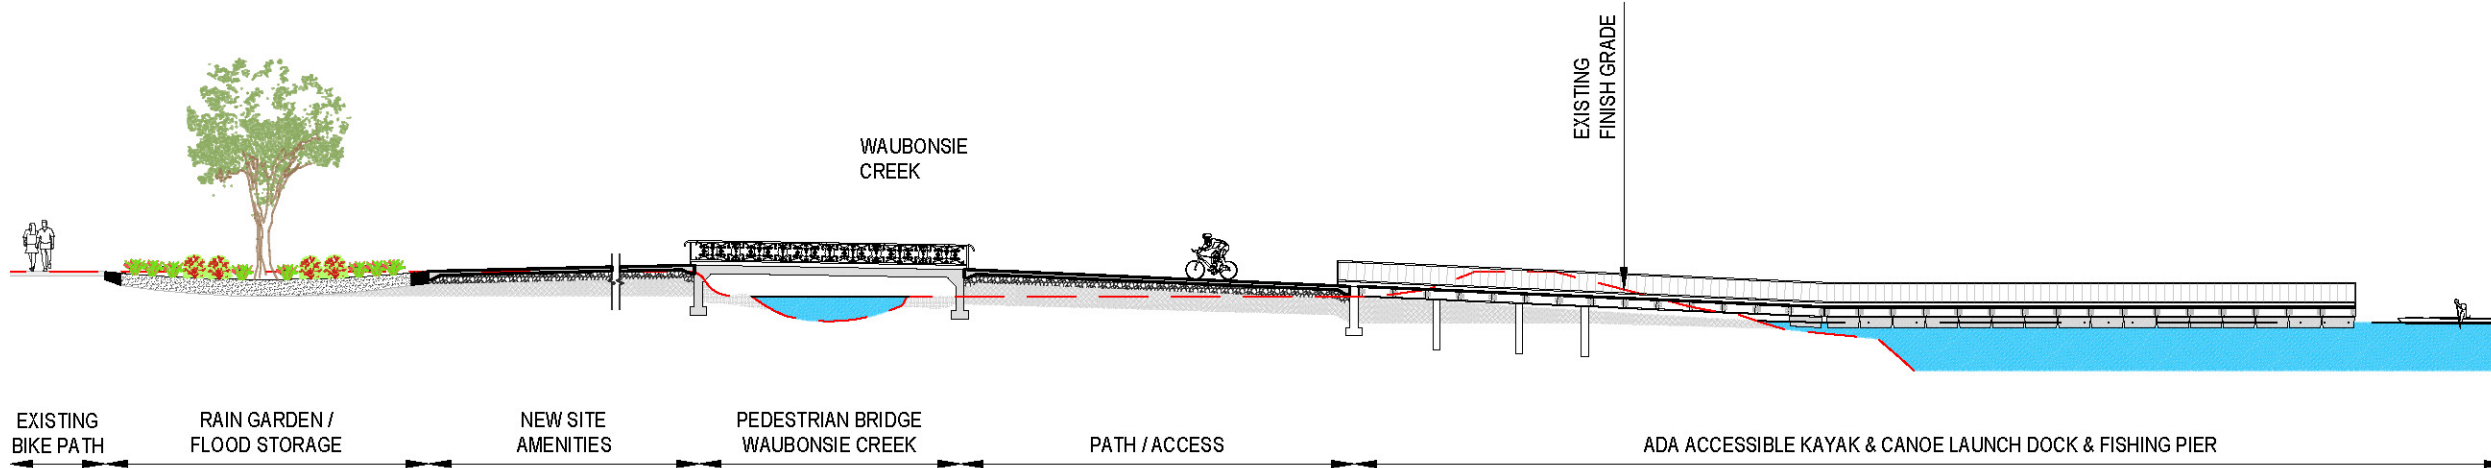 WAUBONSIE
CREEK
EXISTING
FINISH GRADE
EXISTING
BIKE PATH
RAIN GARDEN /
FLOOD STORAGE
NEW SITE
AMENITIES
PEDESTRIAN BRIDGE
WAUBONSIE CREEK
PATH / ACCESS
ADA ACCESSIBLE KAYAK & CANOE LAUNCH DOCK & FISHING PIER